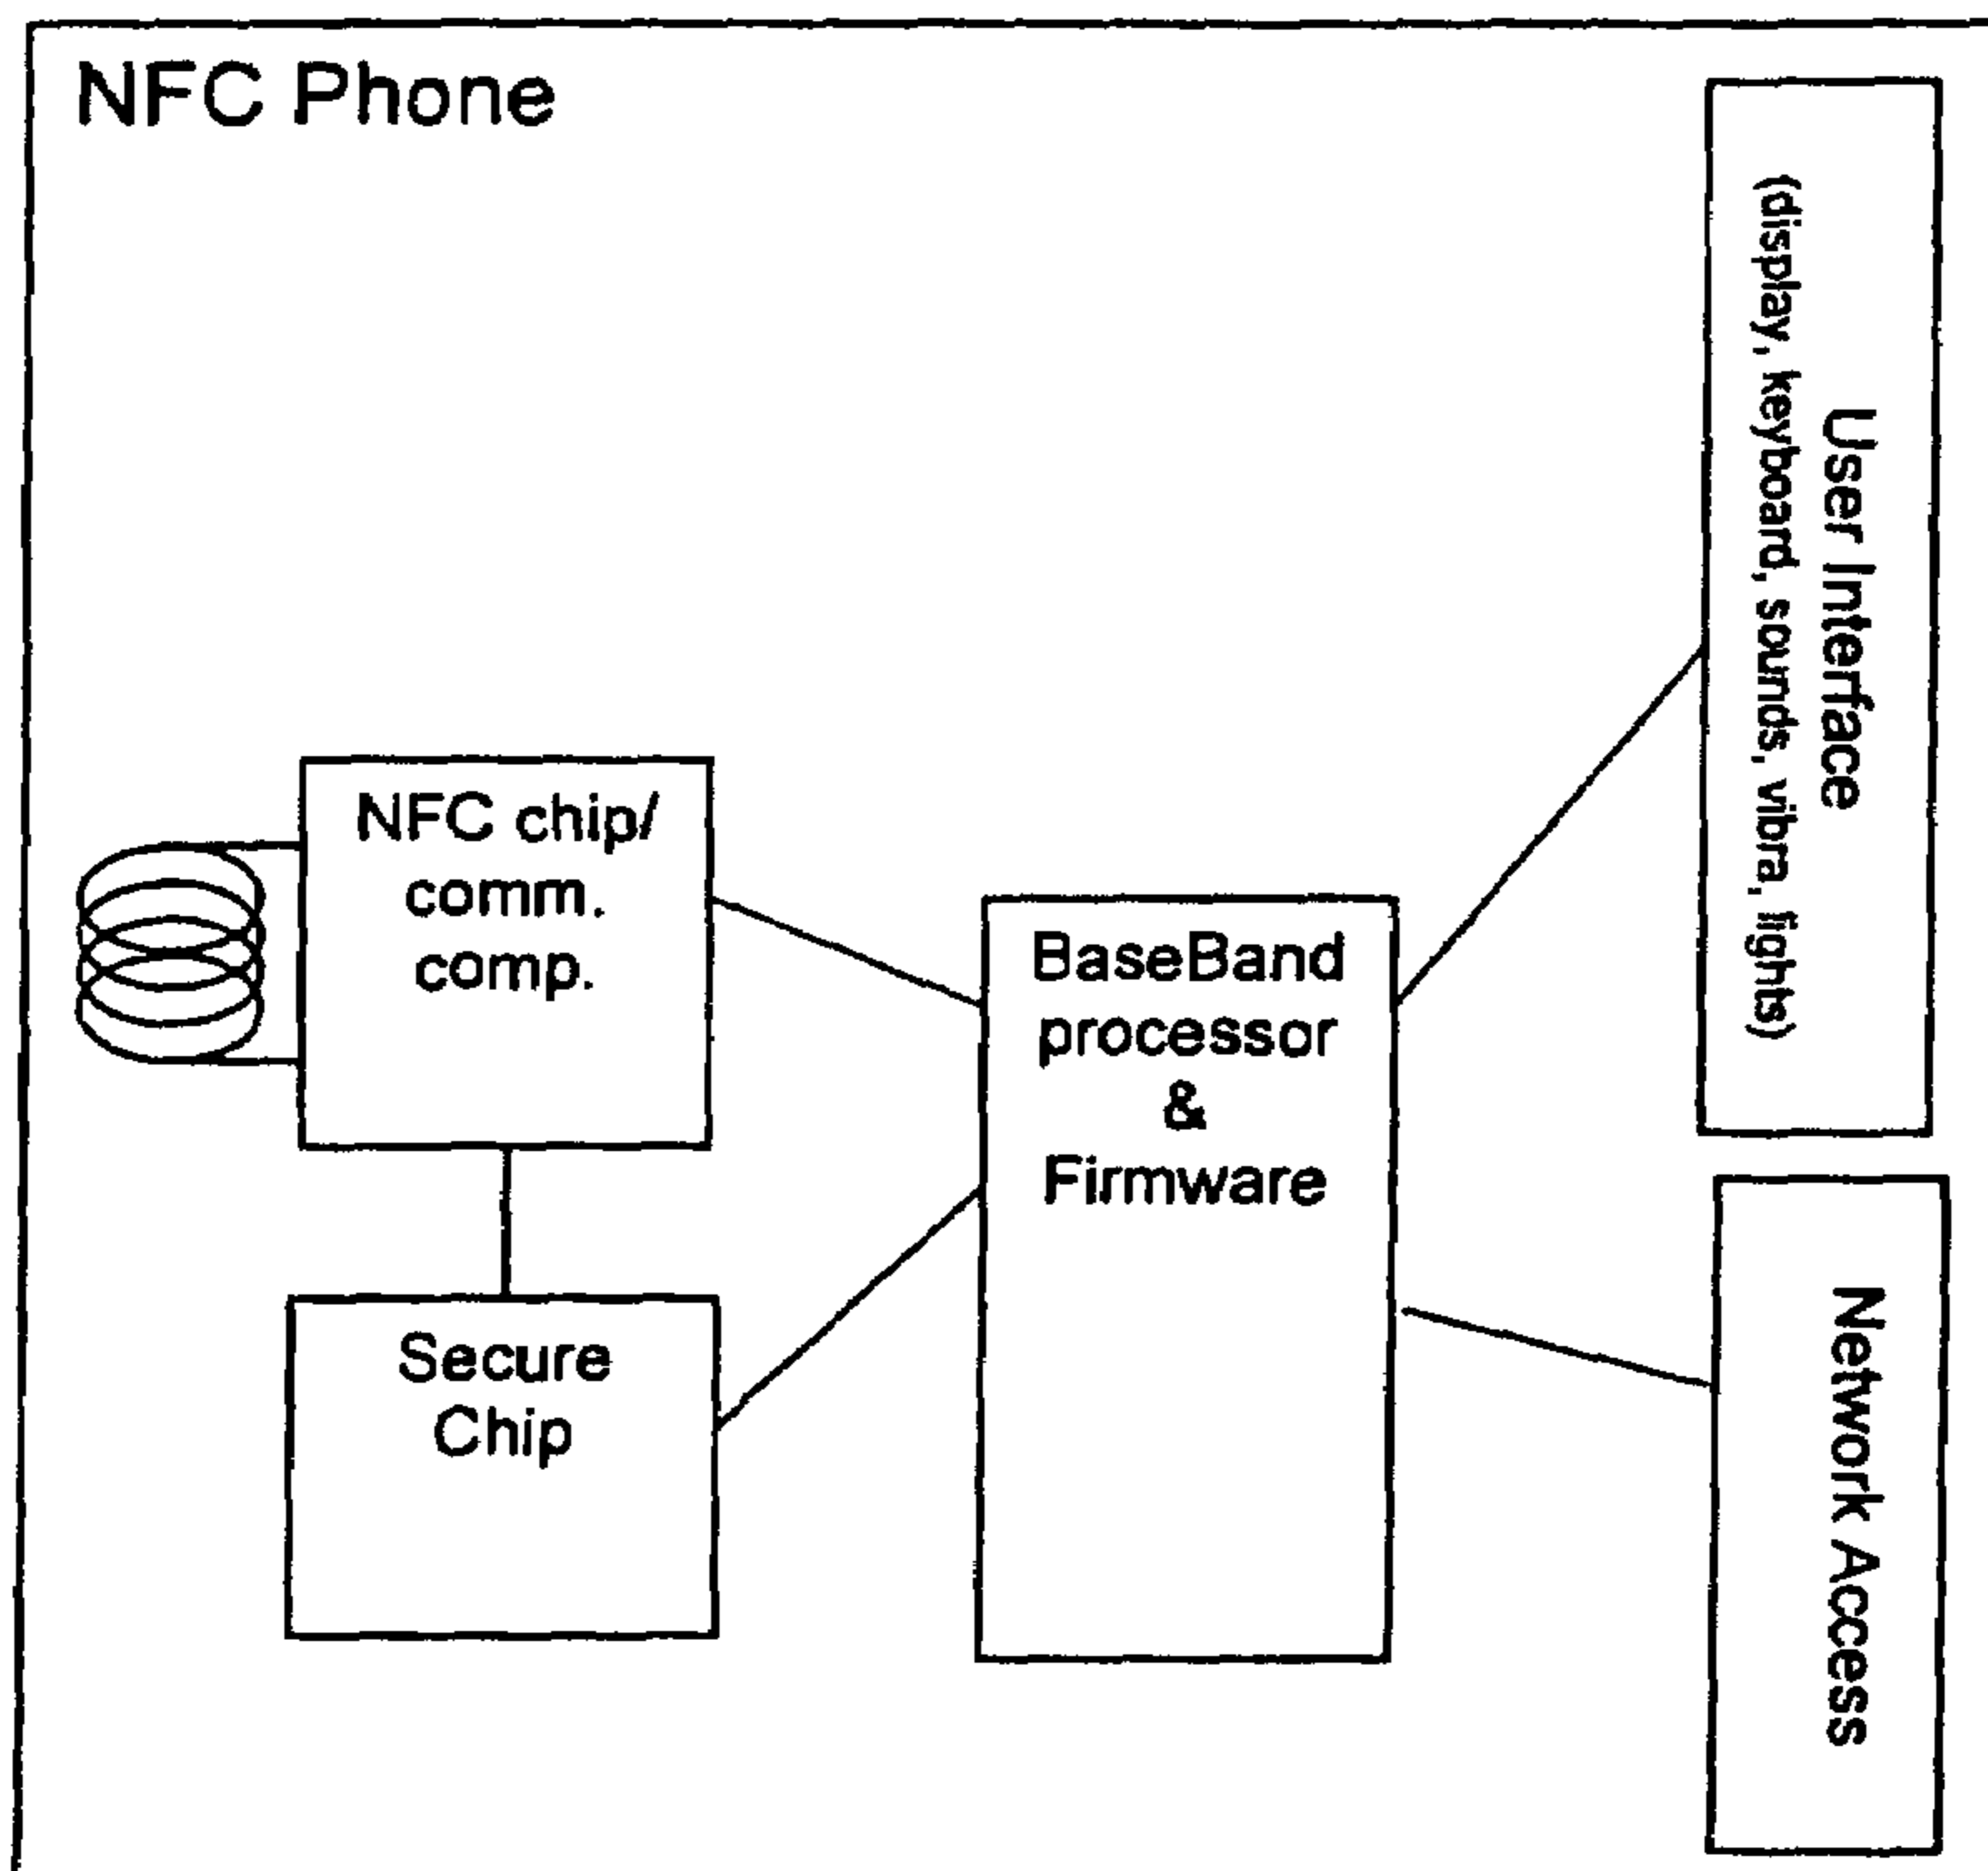 NFC Phone
User Interface
(display, keyboard, sounds, vibra, lights)
NFC chip/
comm.
comp.
BaseBand
processor
&
Firmware
Secure
Chip
Network Access